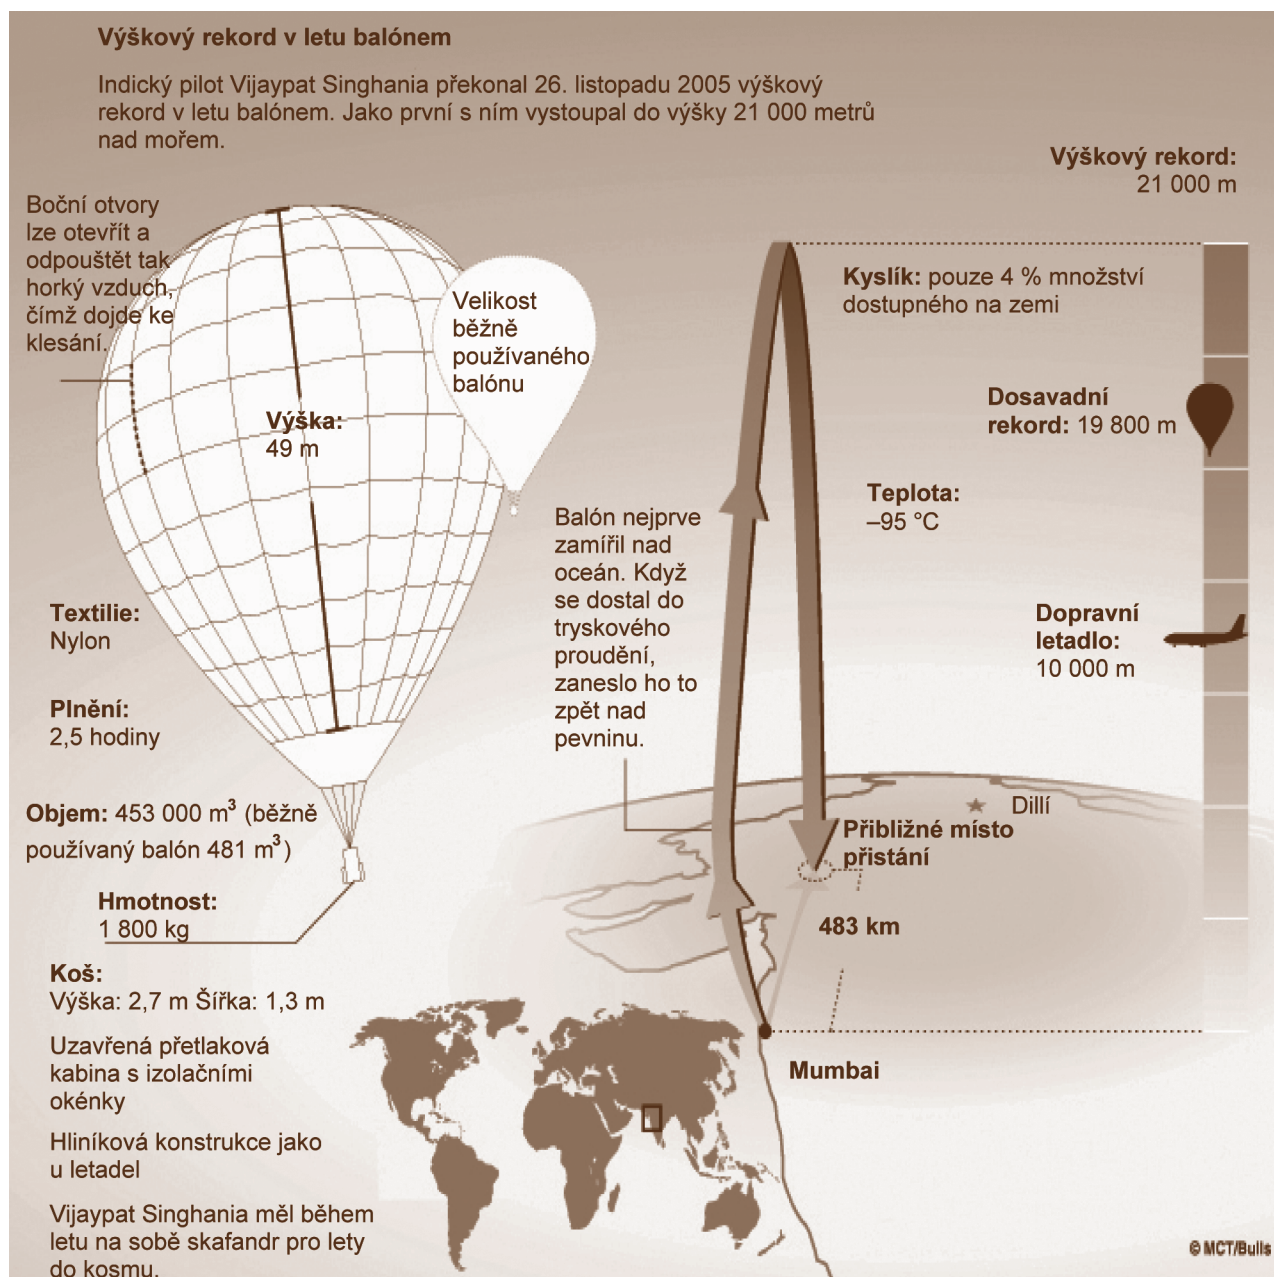 Výškový rekord v letu balónem
Indický pilot Vijaypat Singhania překonal 26. listopadu 2005 výškový
rekord v letu balónem. Jako první s ním vystoupal do výšky 21 000 metrů
nad mořem.
Výškový rekord:
21 000 m
Boční otvory
lze otevřít a
odpouštět tak
horký vzduch,
čímž dojde ke
klesání.
Velikost
běžně
používaného
balónu
Výška:
49 m
Kyslík: pouze 4 % množství
dostupného na zemi
Dosavadní
rekord: 19 800 m
Teplota:
–95 °C
Balón nejprve
zamířil nad
oceán. Když
se dostal do
tryskového
proudění,
zaneslo ho to
zpět nad
pevninu.
Dopravní
letadlo:
10 000 m
Textilie:
Nylon
Plnění:
2,5 hodiny
Objem: 453 000 m³ (běžně
používaný balón 481 m³)
Hmotnost:
1 800 kg
Dillí
Přibližné místo
přistání
483 km
Mumbai
Koš:
Výška: 2,7 m Šířka: 1,3 m
Uzavřená přetlaková
kabina s izolačními
okénky
Hliníková konstrukce jako
u letadel
Vijaypat Singhania měl během
letu na sobě skafandr pro lety
do kosmu.
© MCT/Bulls